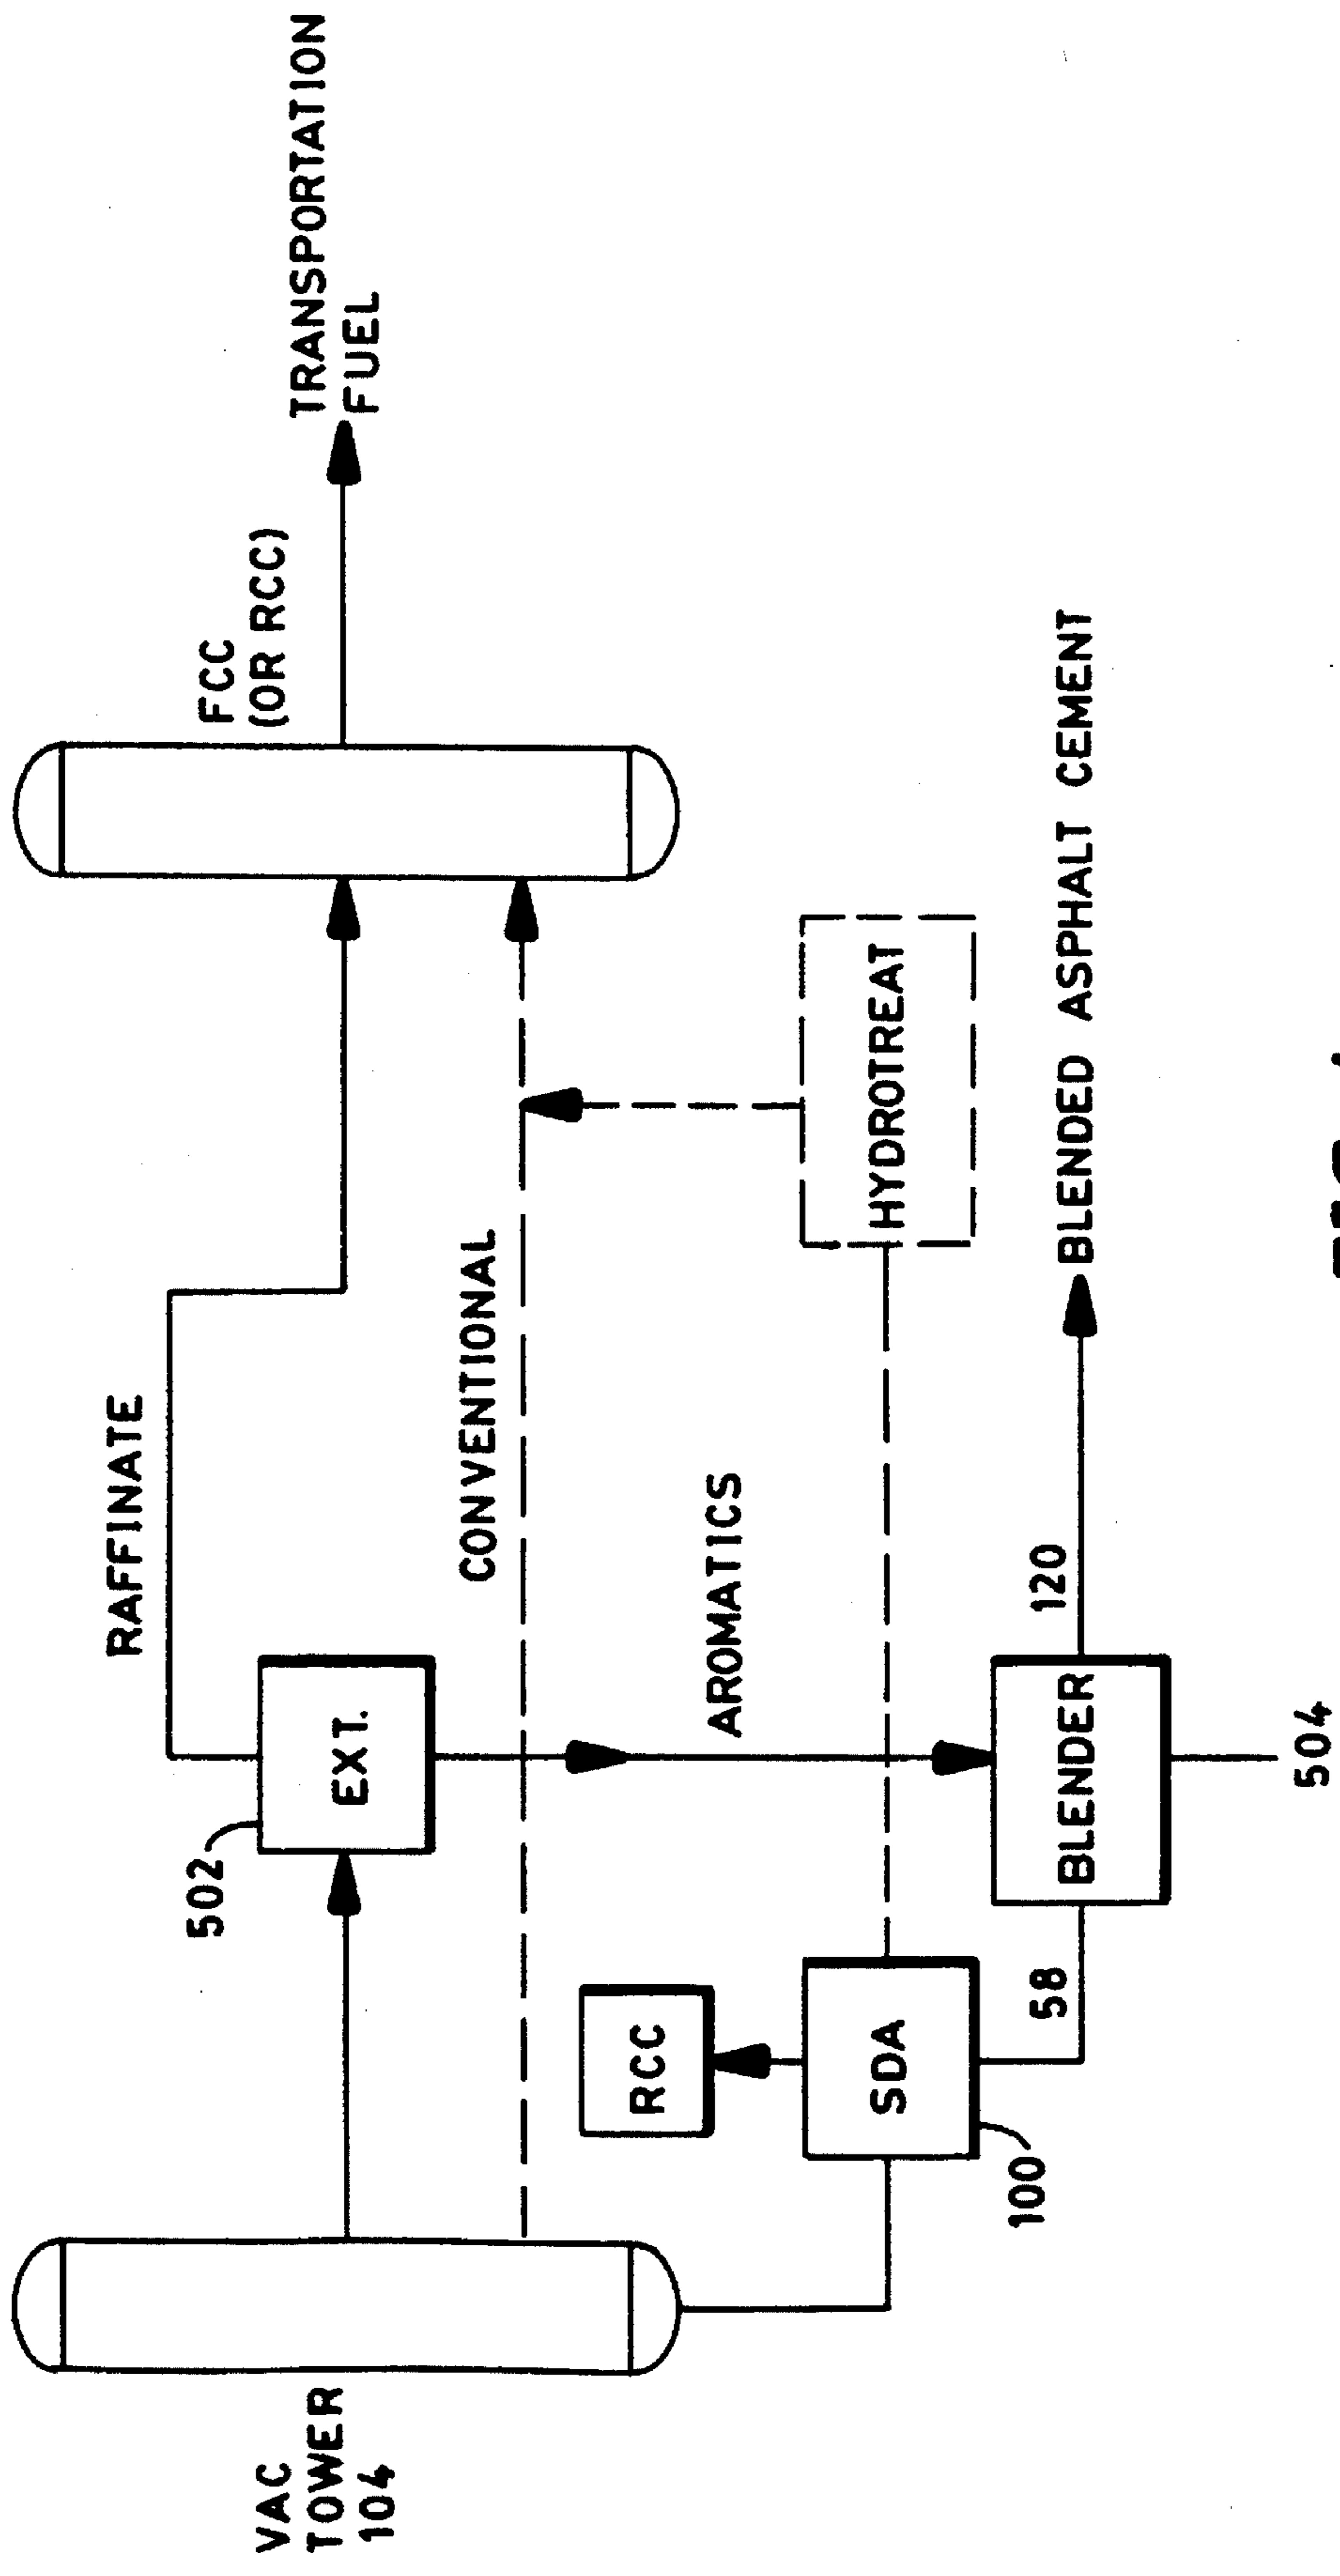 RAFFINATE
FCC
(OR RCC)
TRANSPORTATION
FUEL
502
EXT.
VAC
TOWER
104
CONVENTIONAL
AROMATICS
RCC
HYDROTREAT
SDA
100
58
BLENDER
120
BLENDED ASPHALT CEMENT
504